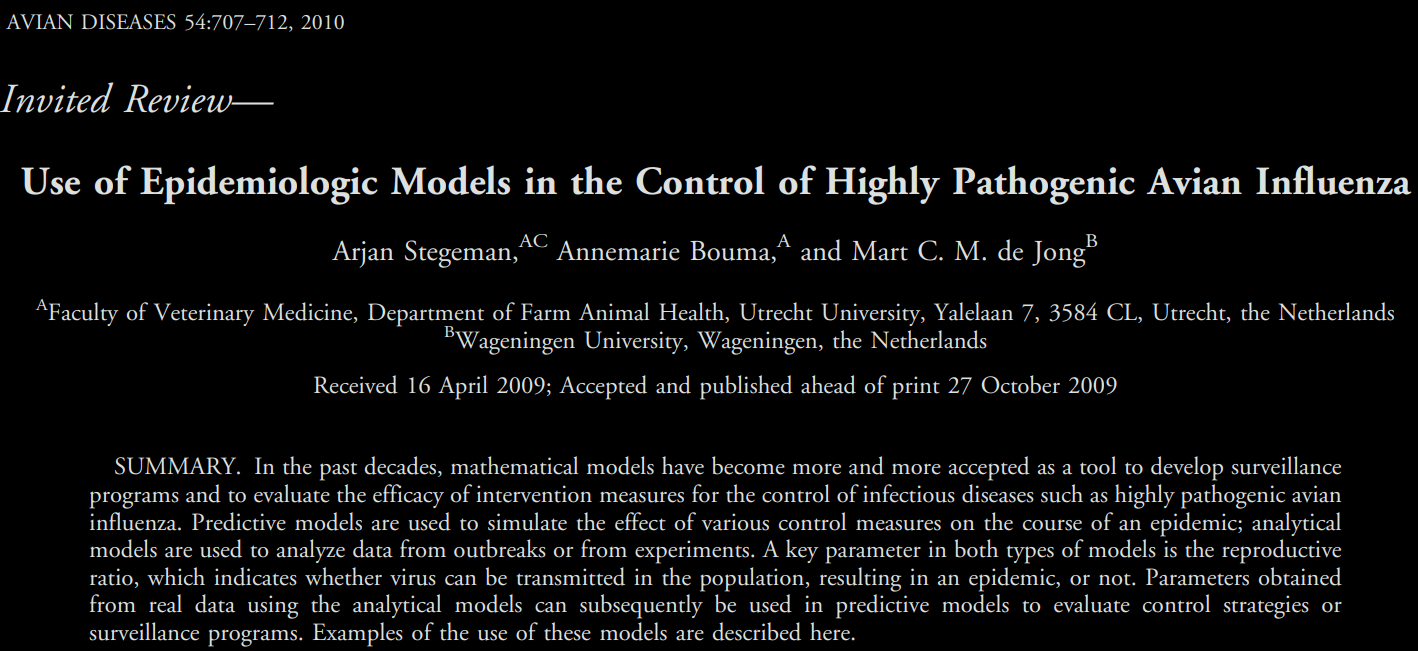 AVIAN DISEASES 54:707–712, 2010
Invited Review—
Use of Epidemiologic Models in the Control of Highly Pathogenic Avian Influenza
Arjan Stegeman,AC Annemarie Bouma,A and Mart C. M. de JongB
AFaculty of Veterinary Medicine, Department of Farm Animal Health, Utrecht University, Yalelaan 7, 3584 CL, Utrecht, the Netherlands
BWageningen University, Wageningen, the Netherlands
Received 16 April 2009; Accepted and published ahead of print 27 October 2009
SUMMARY. In the past decades, mathematical models have become more and more accepted as a tool to develop surveillance
programs and to evaluate the efficacy of intervention measures for the control of infectious diseases such as highly pathogenic avian
influenza. Predictive models are used to simulate the effect of various control measures on the course of an epidemic; analytical
models are used to analyze data from outbreaks or from experiments. A key parameter in both types of models is the reproductive
ratio, which indicates whether virus can be transmitted in the population, resulting in an epidemic, or not. Parameters obtained
from real data using the analytical models can subsequently be used in predictive models to evaluate control strategies or
surveillance programs. Examples of the use of these models are described here.